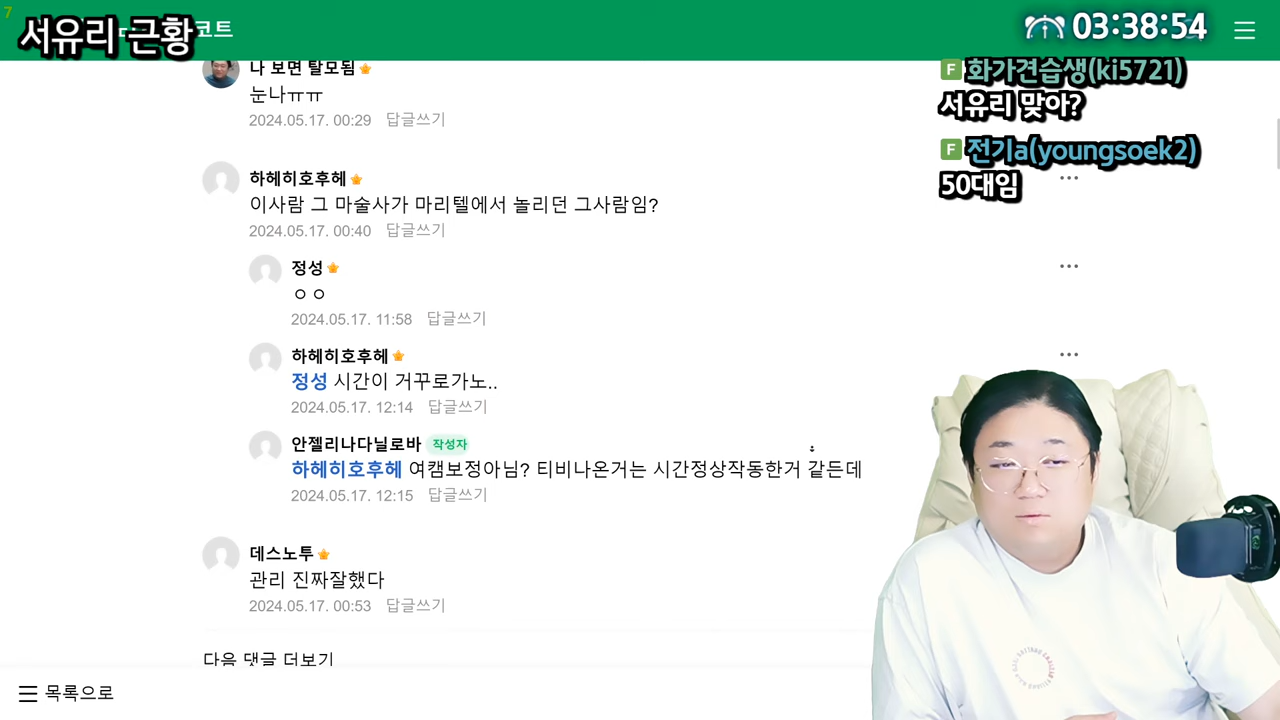 7
서유리 근황
코트
03:38:54
나 보면 탈모됨
눈나ㅠㅠ
2024.05.17. 00:29 답글쓰기
F 화가견습생(ki5721)
서유리 맞아?
F 전기a(youngsoek2)
50대임
하헤히호후헤
이사람 그 마술사가 마리텔에서 놀리던 그사람임?
2024.05.17. 00:40 답글쓰기
정성
ㅇㅇ
2024.05.17. 11:58 답글쓰기
하헤히호후헤
정성 시간이 거꾸로가노..
2024.05.17. 12:14 답글쓰기
안젤리나다닐로바 작성자
하헤히호후헤 여캠보정아님? 티비나온거는 시간정상작동한거 같든데
2024.05.17. 12:15 답글쓰기
데스노투
관리 진짜잘했다
2024.05.17. 00:53 답글쓰기
다음 댓글 더보기
목록으로